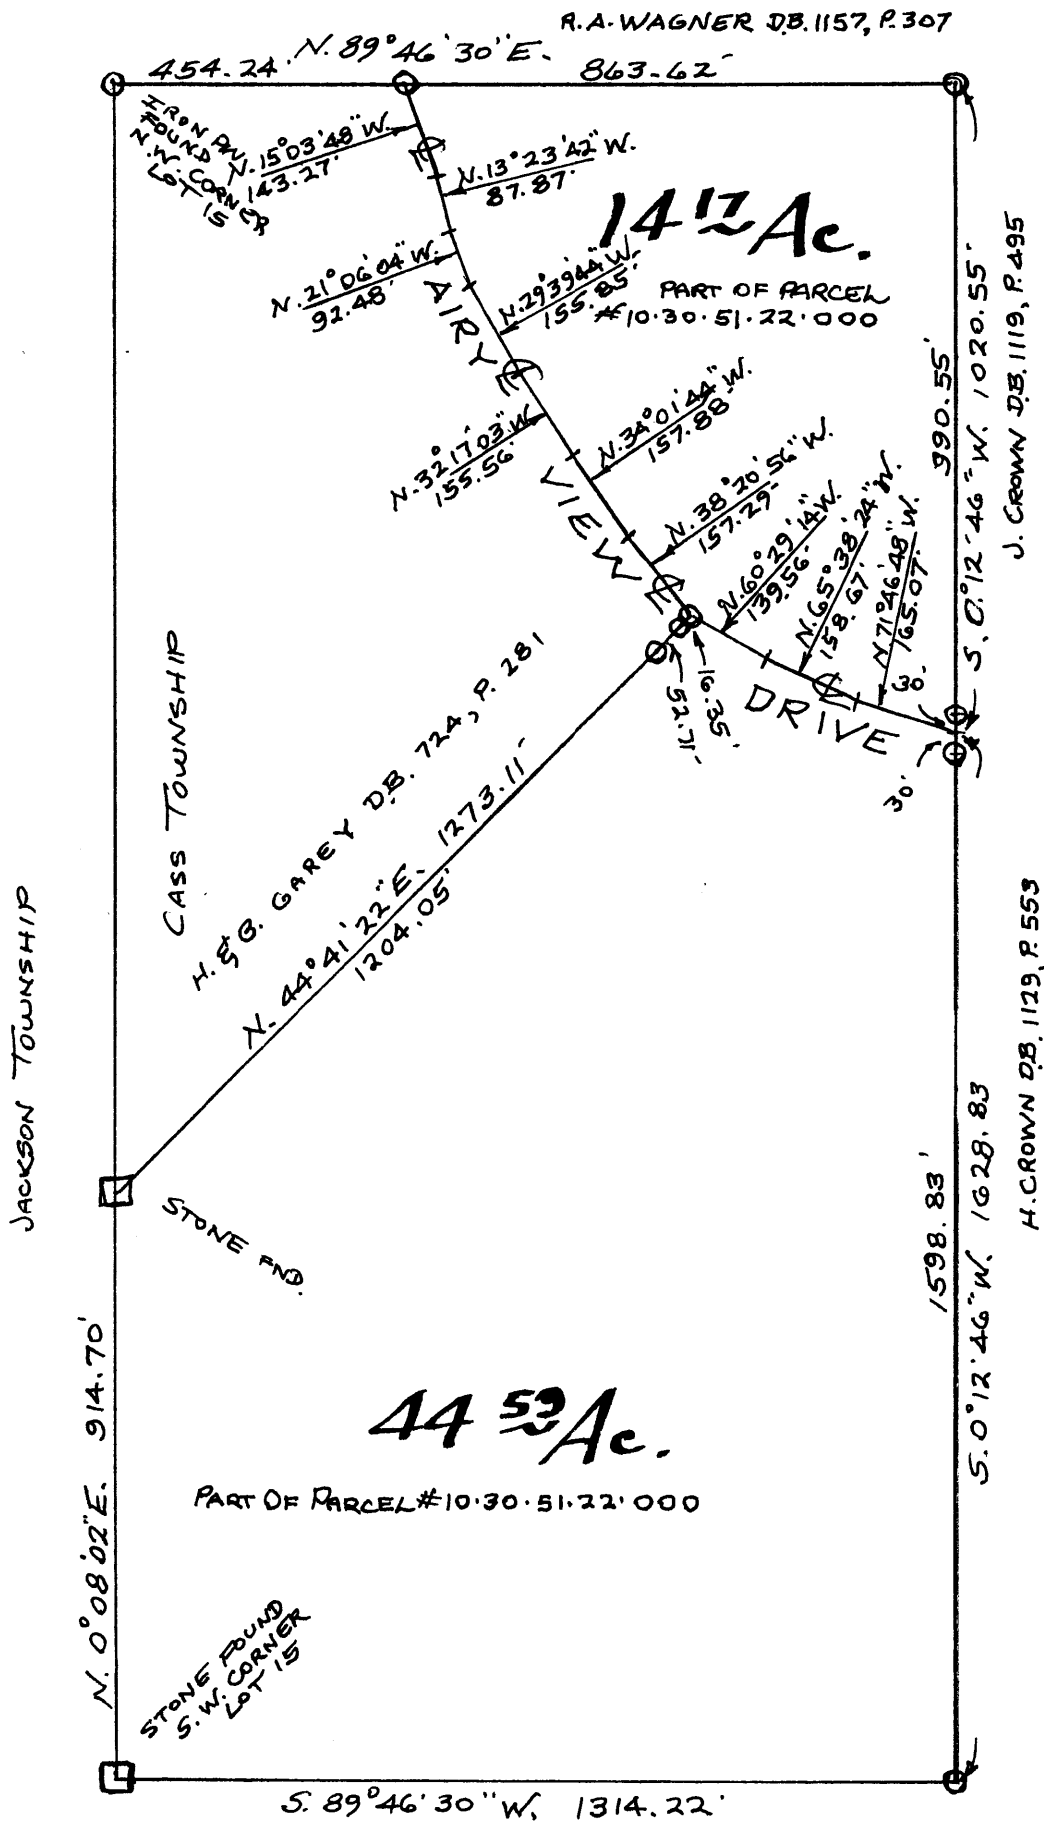 R.A. WAGNER D.B. 1157, P. 307
N. 89° 46' 30" E.
454.24 863.62'
IRON PIN
FOUND
N.W. CORNER
LOT 15
N. 15°03'48" W.
143.27'
N. 13° 23' 42" W.
87.87'
14 17 Ac.
PART OF PARCEL
#10.30.51.22.000
N. 21° 06' 04" W.
92.48'
N. 29°39'44" W.
155.85'
N. 32°17'03" W.
155.56'
N. 34°01'44" W.
157.88'
N. 38°20'56" W.
157.29'
N. 60°29'14" W.
139.56'
N. 65°38'24" W.
158.67'
N. 71°46'48" W.
165.07'
AIRY VIEW DRIVE
990.55'
S. 0°12'46" W. 1020.55'
J. CROWN D.B. 1119, P. 495
30'
30'
16.35'
52.71'
CASS TOWNSHIP
H. & B. GAREY D.B. 724, P. 281
N. 44°41'22" E. 1273.11'
1204.05'
JACKSON TOWNSHIP
STONE FND.
H. CROWN D.B. 1129, P. 553
1598.83'
S. 0°12'46" W. 1628.83
44 59 Ac.
PART OF PARCEL #10.30.51.22.000
N. 0°08'02" E. 914.70'
STONE FOUND
S.W. CORNER
LOT 15
S. 89°46'30" W. 1314.22'